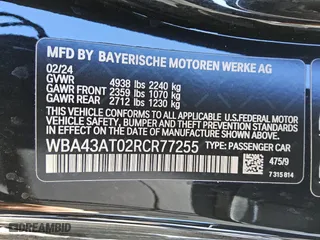 MFD BY BAYERISCHE MOTOREN WERKE AG
02/24
GVWR 4938 lbs 2240 kg
GAWR FRONT 2359 lbs 1070 kg
GAWR REAR 2712 lbs 1230 kg
THIS VEHICLE CONFORMS TO ALL APPLICABLE U.S. FEDERAL MOTOR
VEHICLE SAFETY, BUMPER, AND THEFT PREVENTION STANDARDS
IN EFFECT ON THE DATE OF MANUFACTURE SHOWN ABOVE.
WBA43AT02RCR77255 TYPE: PASSENGER CAR
475/9
7 315 814
© DREAMBID